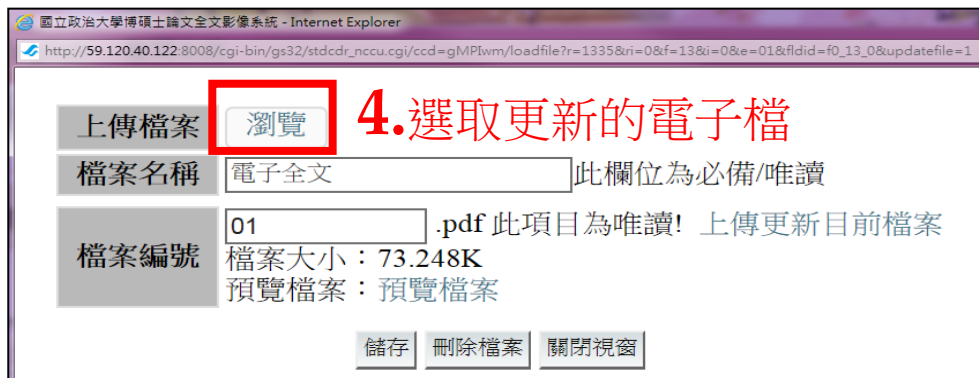 國立政治大學博碩士論文全文影像系統 - Internet Explorer
http://59.120.40.122:8008/cgi-bin/gs32/stdcdr_nccu.cgi/ccd=gMPIwm/loadfile?r=1335&ri=0&f=13&i=0&e=01&fldid=f0_13_0&updatefile=1
上傳檔案 瀏覽 4.選取更新的電子檔
檔案名稱 電子全文 此欄位為必備/唯讀
01 .pdf 此項目為唯讀! 上傳更新目前檔案
檔案編號 檔案大小：73.248K
預覽檔案：預覽檔案
儲存 刪除檔案 關閉視窗